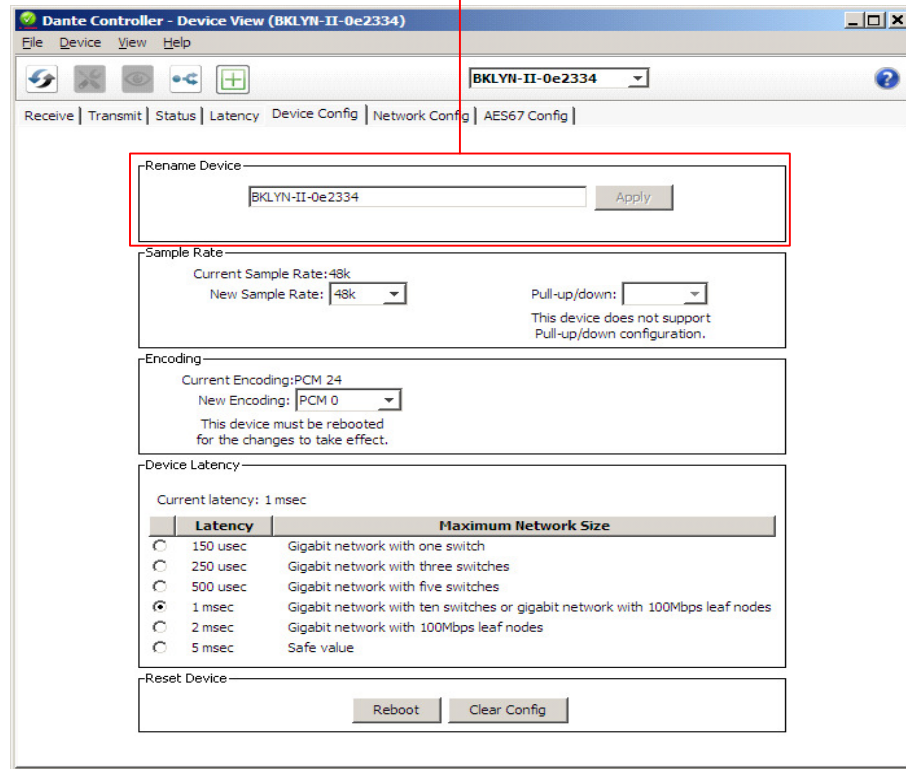 Dante Controller - Device View (BKLYN-II-0e2334)
File Device View Help
BKLYN-II-0e2334
Receive Transmit Status Latency Device Config Network Config AES67 Config
Rename Device
BKLYN-II-0e2334 Apply
Sample Rate
Current Sample Rate:48k
New Sample Rate: 48k Pull-up/down:
This device does not support
Pull-up/down configuration.
Encoding
Current Encoding:PCM 24
New Encoding: PCM 0
This device must be rebooted
for the changes to take effect.
Device Latency
Current latency: 1 msec
Latency Maximum Network Size
150 usec Gigabit network with one switch
250 usec Gigabit network with three switches
500 usec Gigabit network with five switches
1 msec Gigabit network with ten switches or gigabit network with 100Mbps leaf nodes
2 msec Gigabit network with 100Mbps leaf nodes
5 msec Safe value
Reset Device
Reboot Clear Config